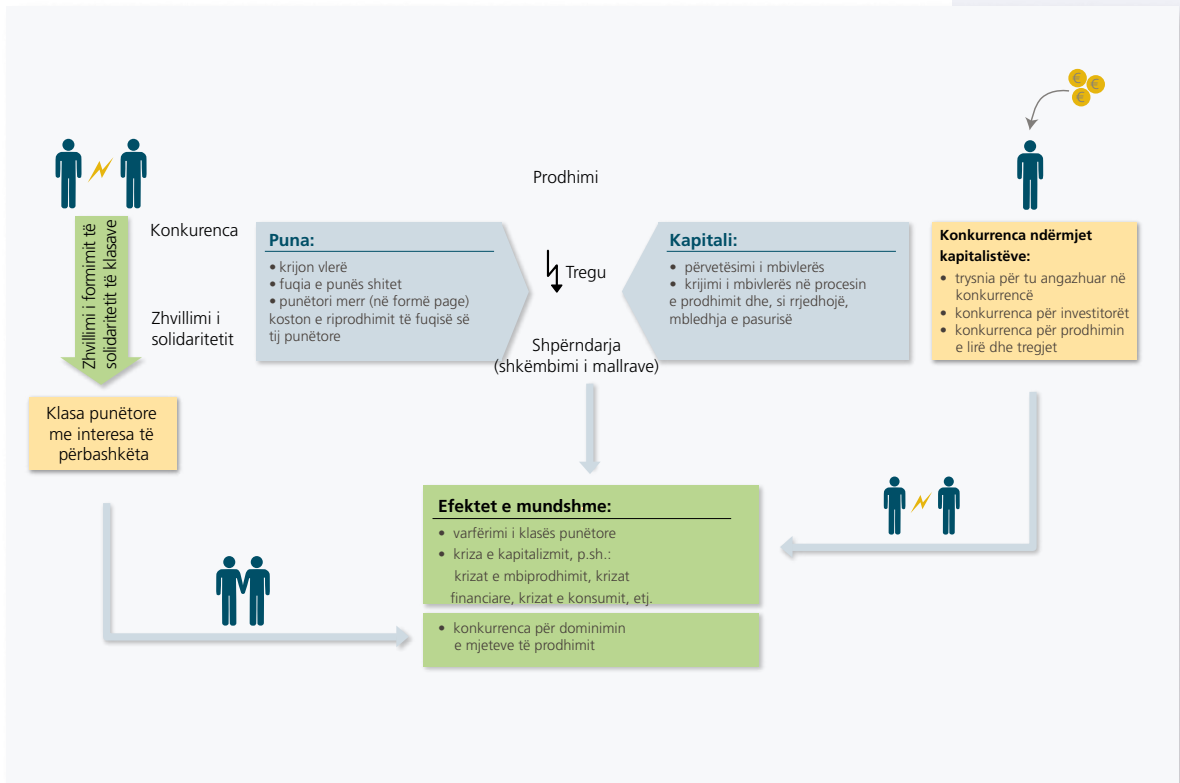 Prodhimi
Zhvillimi i formimit të
solidaritetit të klasave
Konkurenca
Zhvillimi i
solidaritetit
Klasa punëtore
me interesa të
përbashkëta
Puna:
• krijon vlerë
• fuqia e punës shitet
• punëton merr (në formë page)
koston e riprodhimit të fuqisë së
tij punëtore
Tregu
Shpërndarja
(shkëmbimi i mallrave)
Kapitali:
• përvetësimi i mbivlerës
• krijimi i mbivlerës në procesin
e prodhimit dhe, si rrjedhojë,
mbledhja e pasurisë
€
€
€
Konkurrenca ndërmjet
kapitalistëve:
• trysnia për tu angazhuar në
konkurrencë
• konkurrenca për investitorët
• konkurrenca për prodhimin
e lirë dhe tregjet
Efektet e mundshme:
• varfërimi i klasës punëtore
• kriza e kapitalizmit, p.sh.:
krizat e mbiprodhimit, krizat
financiare, krizat e konsumit, etj.
• konkurrenca për dominimin
e mjeteve të prodhimit